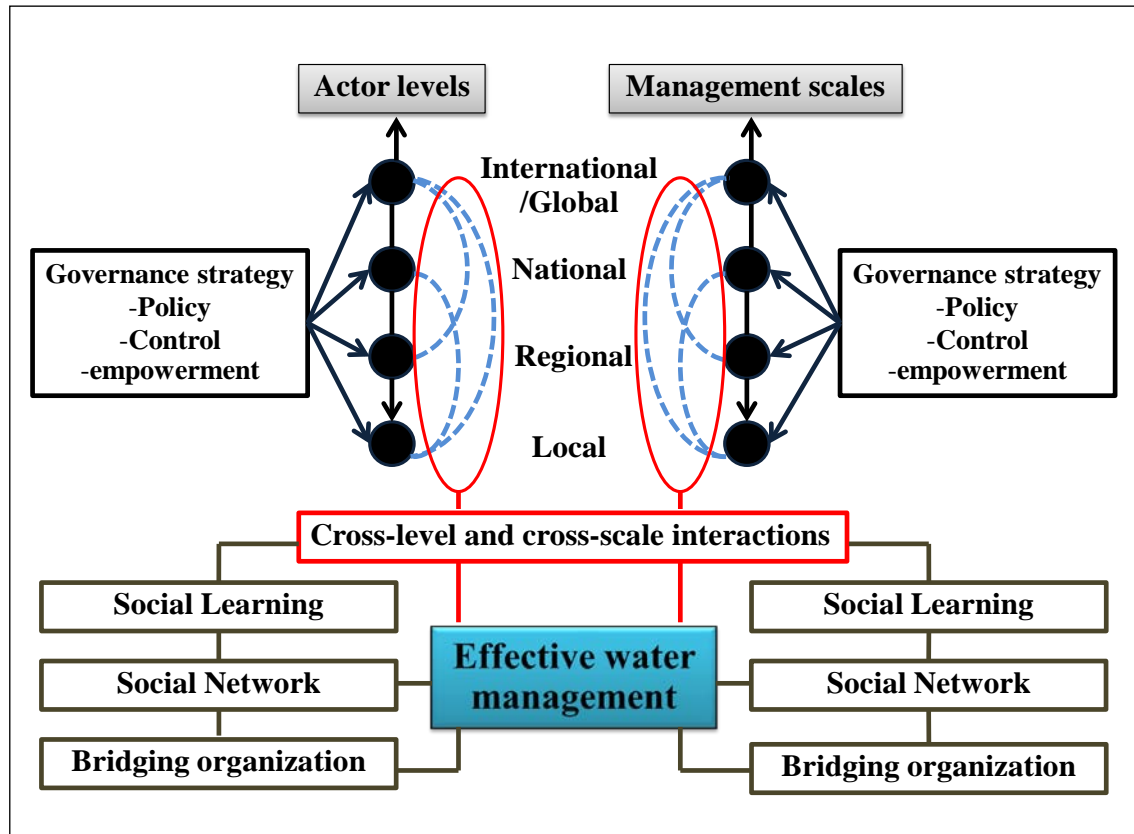 Actor levels
Management scales
International
/Global
National
Regional
Local
Governance strategy
-Policy
-Control
-empowerment
Governance strategy
-Policy
-Control
-empowerment
Cross-level and cross-scale interactions
Social Learning
Social Network
Bridging organization
Effective water
management
Social Learning
Social Network
Bridging organization